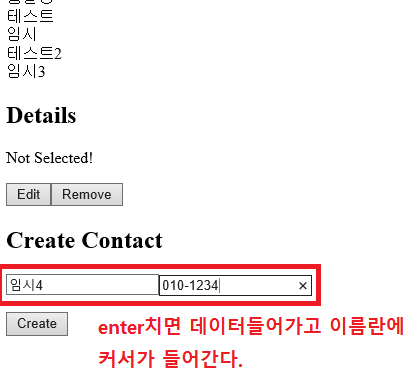 테스트
임시
테스트2
임시3
Details
Not Selected!
Edit Remove
Create Contact
임시4 010-1234 ×
Create
enter치면 데이터들어가고 이름란에
커서가 들어간다.